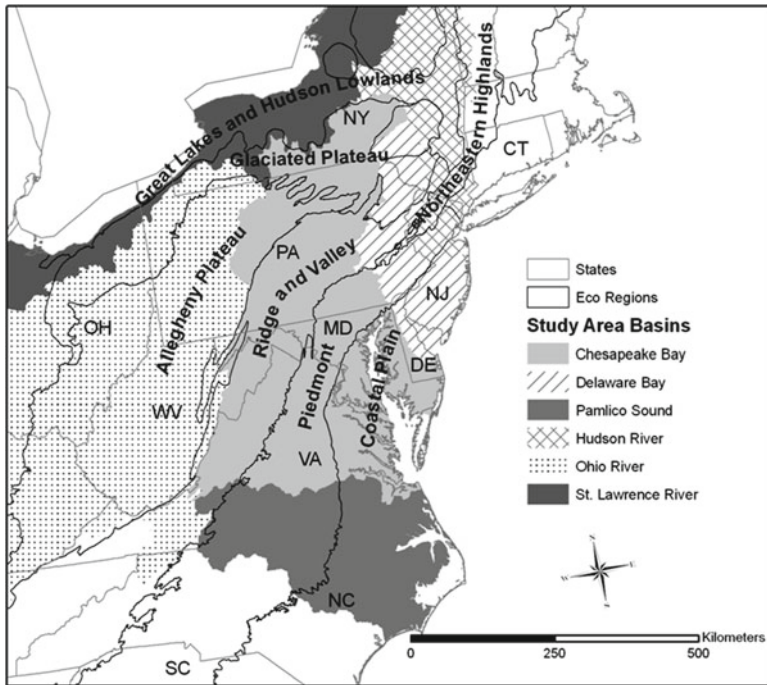 Great Lakes and Hudson Lowlands
Northeastern Highlands
NY
Glaciated Plateau
CT
Allegheny Plateau
PA
Ridge and Valley
NJ
OH
MD
DE
WV
Piedmont
Coastal Plain
VA
NC
SC
States
Eco Regions
Study Area Basins
Chesapeake Bay
Delaware Bay
Pamlico Sound
Hudson River
Ohio River
St. Lawrence River
S
W E
S
Kilometers
0 250 500